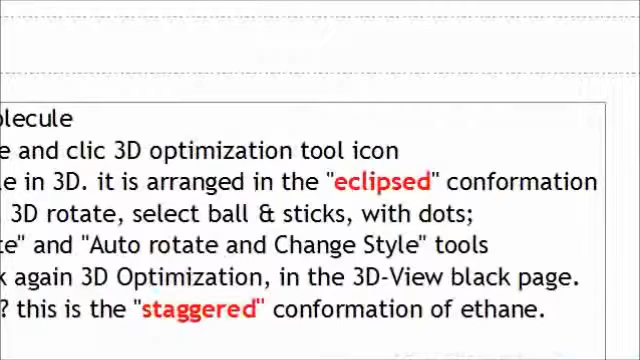 olecule
e and clic 3D optimization tool icon
le in 3D. it is arranged in the "eclipsed" conformation
3D rotate, select ball & sticks, with dots;
te" and "Auto rotate and Change Style" tools
k again 3D Optimization, in the 3D-View black page.
? this is the "staggered" conformation of ethane.